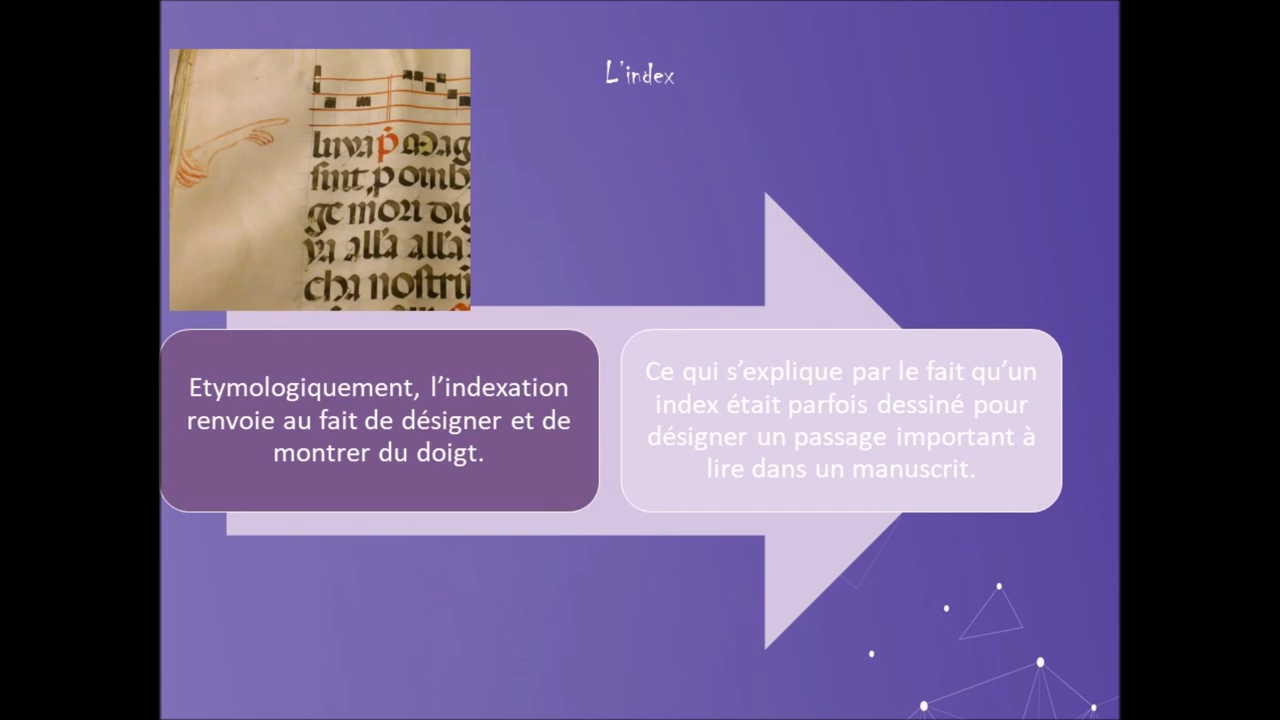 L'index
Etymologiquement, l'indexation
renvoie au fait de désigner et de
montrer du doigt.
Ce qui s'explique par le fait qu'un
index était parfois dessiné pour
désigner un passage important à
lire dans un manuscrit.